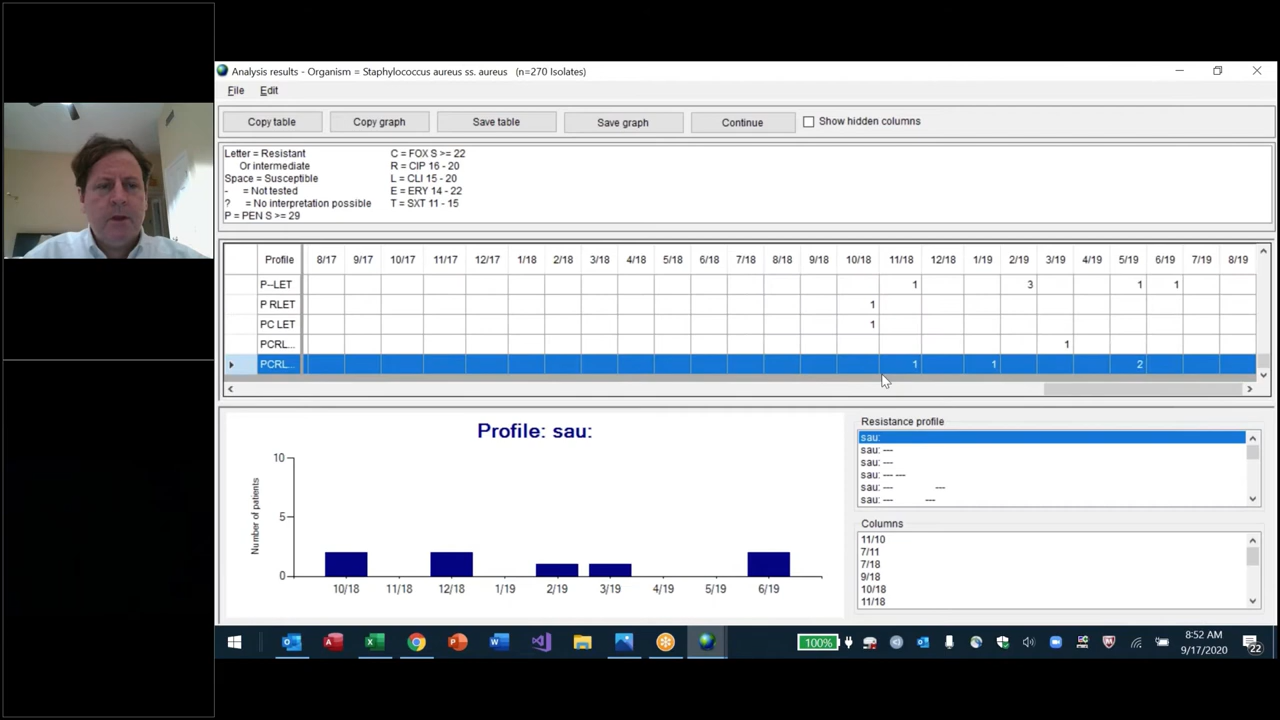 Analysis results - Organism = Staphylococcus aureus ss. aureus (n=270 Isolates)
File Edit
Copy table Copy graph Save table Save graph Continue Show hidden columns
Letter = Resistant C = FOX S >= 22
Or intermediate R = CIP 16 - 20
Space = Susceptible L = CLI 15 - 20
- = Not tested E = ERY 14 - 22
? = No interpretation possible T = SXT 11 - 15
P = PEN S >= 29
Profile 8/17 9/17 10/17 11/17 12/17 1/18 2/18 3/18 4/18 5/18 6/18 7/18 8/18 9/18 10/18 11/18 12/18 1/19 2/19 3/19 4/19 5/19 6/19 7/19 8/19
P--LET 1 3 1 1
P RLET 1
PC LET 1
PCRL... 1
PCRL... 1 1 2
Profile: sau:
Number of patients
10
5
0
10/18 11/18 12/18 1/19 2/19 3/19 4/19 5/19 6/19
Resistance profile
sau:
sau: ---
sau: ---
sau: --- ---
sau: --- ---
sau: --- ---
Columns
11/10
7/11
7/18
9/18
10/18
11/18
100%
8:52 AM
9/17/2020
22